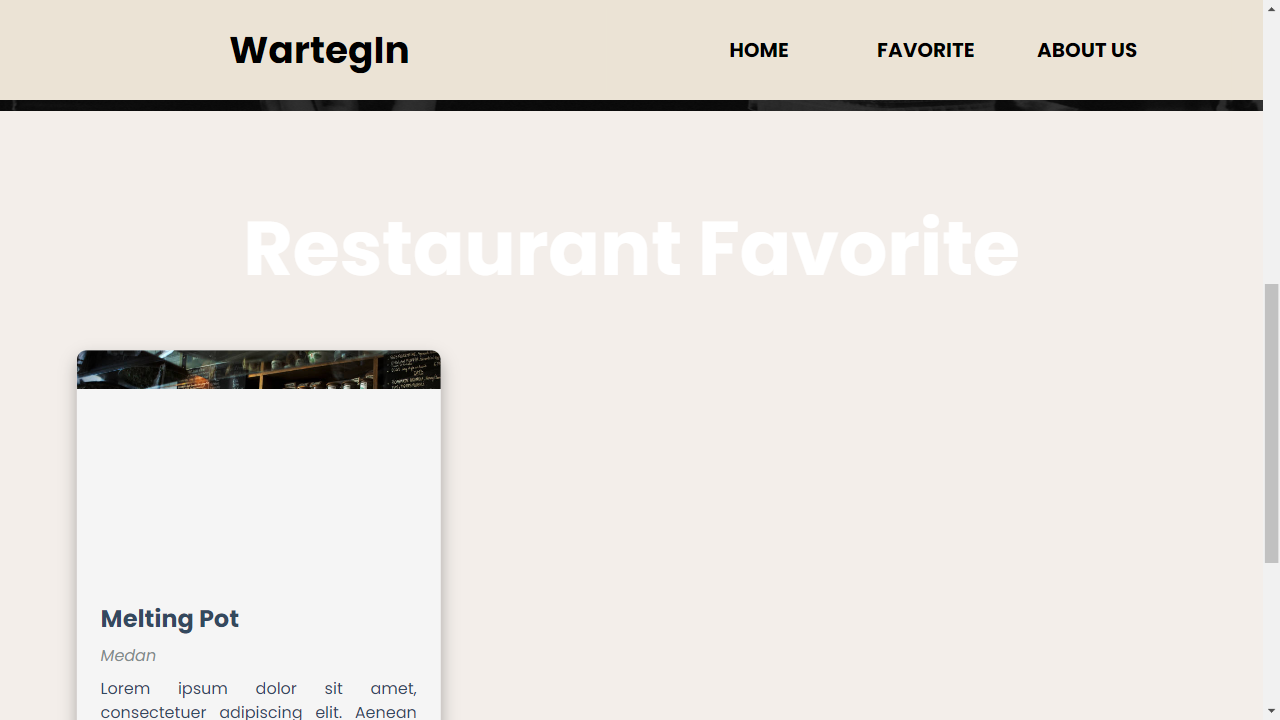 WartegIn
HOME FAVORITE ABOUT US
Restaurant Favorite
Melting Pot
Medan
Lorem ipsum dolor sit amet,
consectetuer adipiscing elit. Aenean